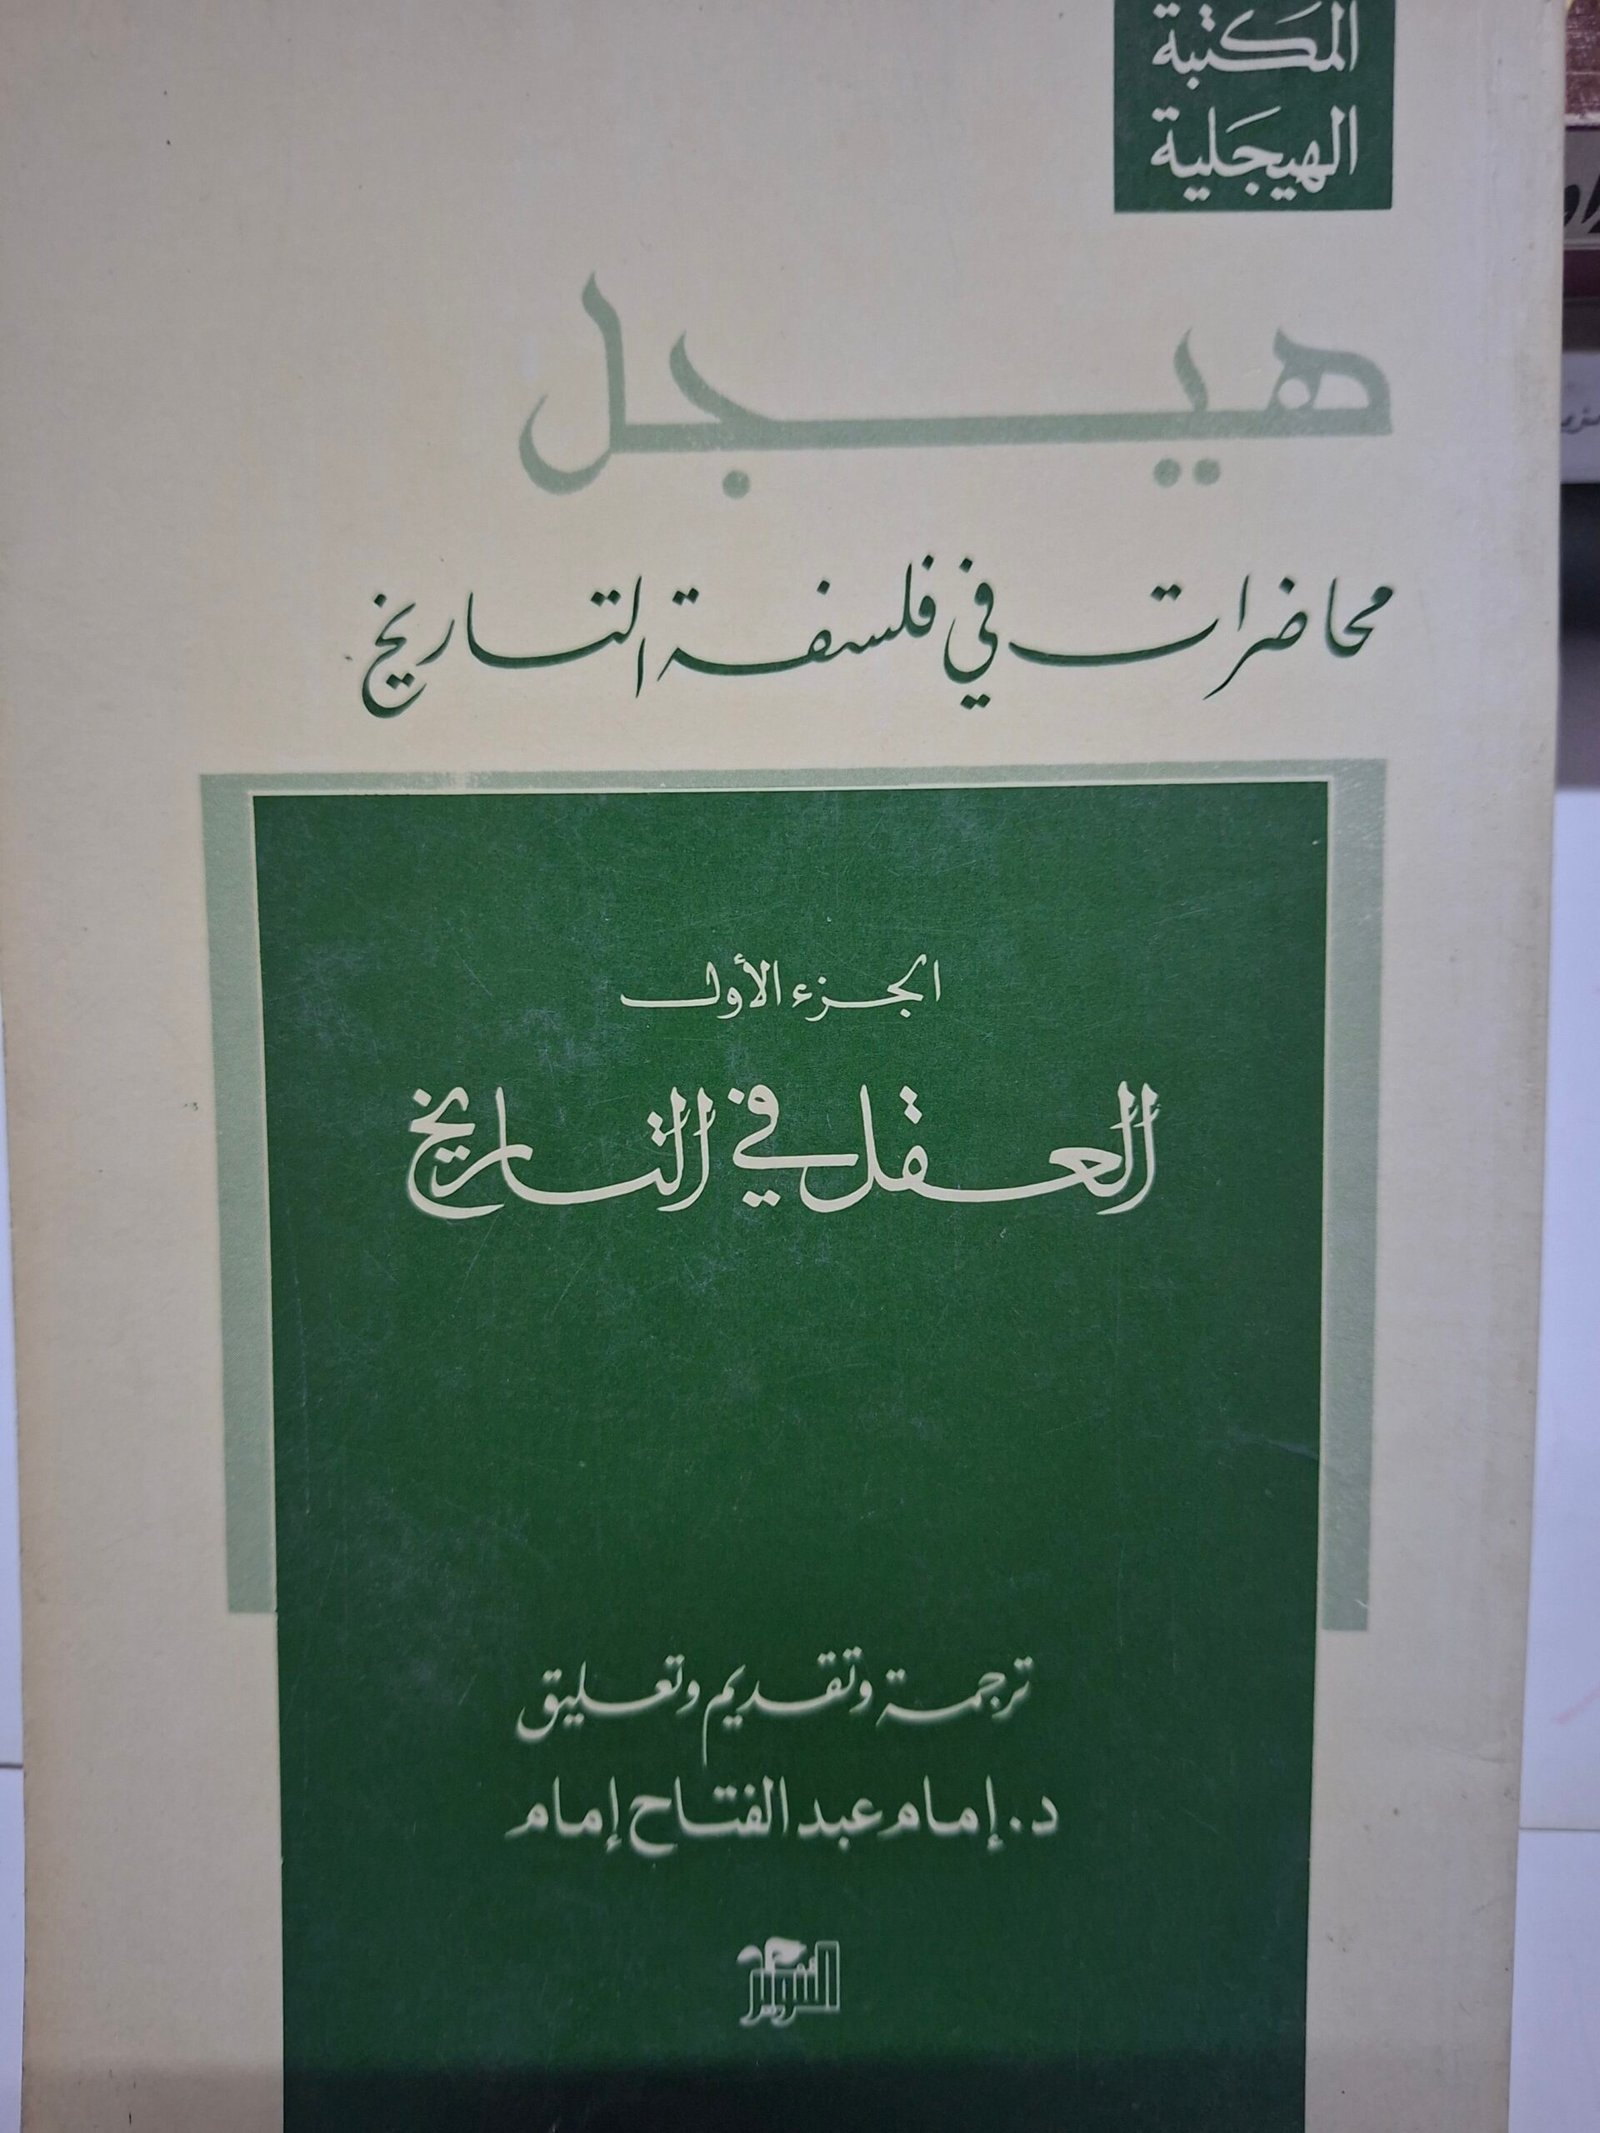 المكتبة
الهيجلية
هيجل
محاضرات في فلسفة التاريخ
الجزء الأول
العقل في التاريخ
ترجمة وتقديم وتعليق
د. إمام عبد الفتاح إمام
التنوير